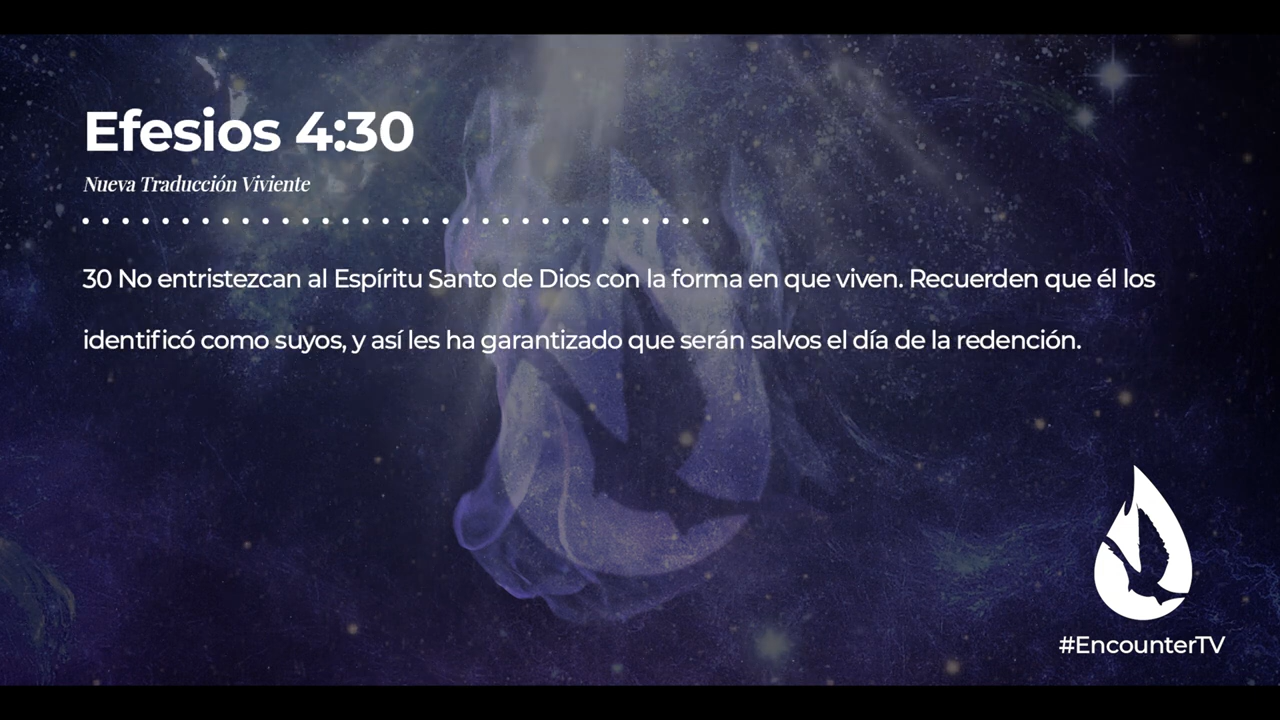 Efesios 4:30
Nueva Traducción Viviente
30 No entristezcan al Espíritu Santo de Dios con la forma en que viven. Recuerden que él los
identificó como suyos, y así les ha garantizado que serán salvos el día de la redención.
#EncounterTV